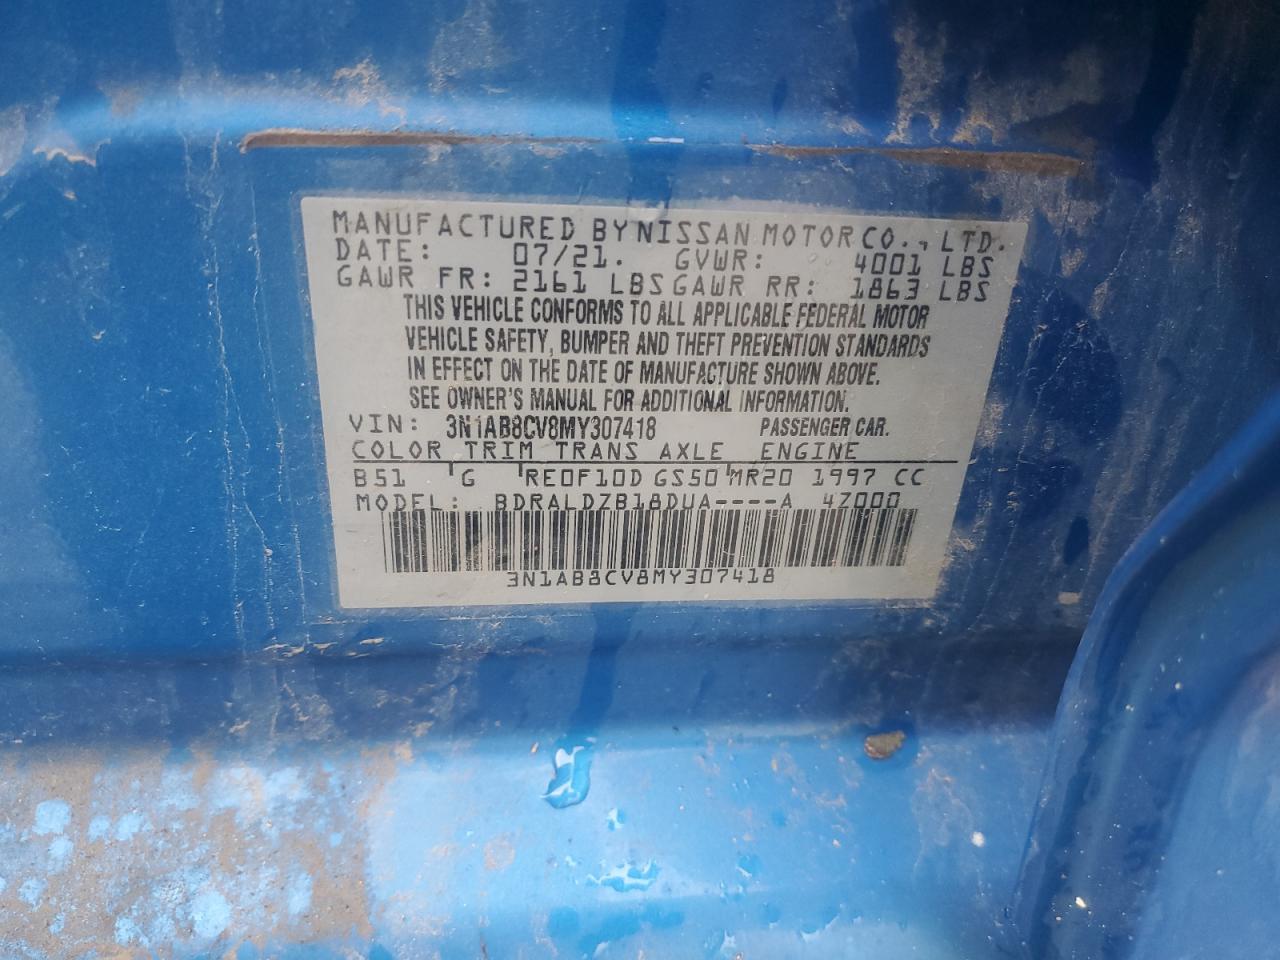 MANUFACTURED BY NISSAN MOTOR CO., LTD.
DATE: 07/21. GVWR: 4001 LBS
GAWR FR: 2161 LBS GAWR RR: 1863 LBS
THIS VEHICLE CONFORMS TO ALL APPLICABLE FEDERAL MOTOR
VEHICLE SAFETY, BUMPER AND THEFT PREVENTION STANDARDS
IN EFFECT ON THE DATE OF MANUFACTURE SHOWN ABOVE.
SEE OWNER'S MANUAL FOR ADDITIONAL INFORMATION.
VIN: 3N1AB8CV8MY307418 PASSENGER CAR.
COLOR TRIM TRANS AXLE ENGINE
B51 G RE0F10D GS50 MR20 1997 CC
MODEL: BDRALDZB18DUA----A 4Z000
3N1AB8CV8MY307418